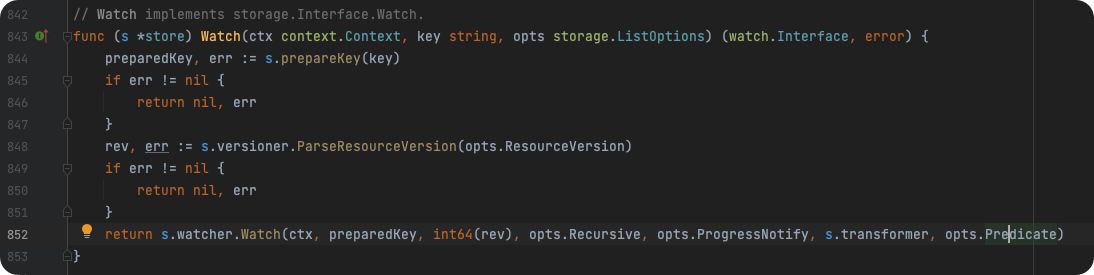 842 // Watch implements storage.Interface.Watch.
843 func (s *store) Watch(ctx context.Context, key string, opts storage.ListOptions) (watch.Interface, error) {
844 preparedKey, err := s.prepareKey(key)
845 if err != nil {
846 return nil, err
847 }
848 rev, err := s.versioner.ParseResourceVersion(opts.ResourceVersion)
849 if err != nil {
850 return nil, err
851 }
852 return s.watcher.Watch(ctx, preparedKey, int64(rev), opts.Recursive, opts.ProgressNotify, s.transformer, opts.Predicate)
853 }